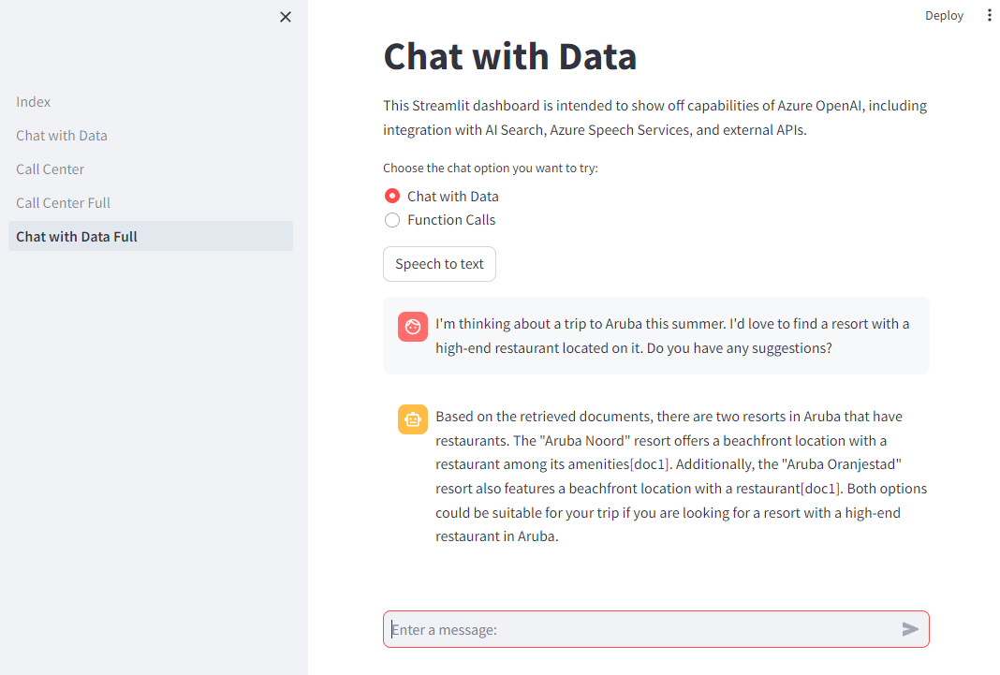 Deploy
Index
Chat with Data
Call Center
Call Center Full
Chat with Data Full
Chat with Data
This Streamlit dashboard is intended to show off capabilities of Azure OpenAI, including
integration with AI Search, Azure Speech Services, and external APIs.
Choose the chat option you want to try:
Chat with Data
Function Calls
Speech to text
I'm thinking about a trip to Aruba this summer. I'd love to find a resort with a
high-end restaurant located on it. Do you have any suggestions?
Based on the retrieved documents, there are two resorts in Aruba that have
restaurants. The "Aruba Noord" resort offers a beachfront location with a
restaurant among its amenities[doc1]. Additionally, the "Aruba Oranjestad"
resort also features a beachfront location with a restaurant[doc1]. Both options
could be suitable for your trip if you are looking for a resort with a high-end
restaurant in Aruba.
Enter a message: